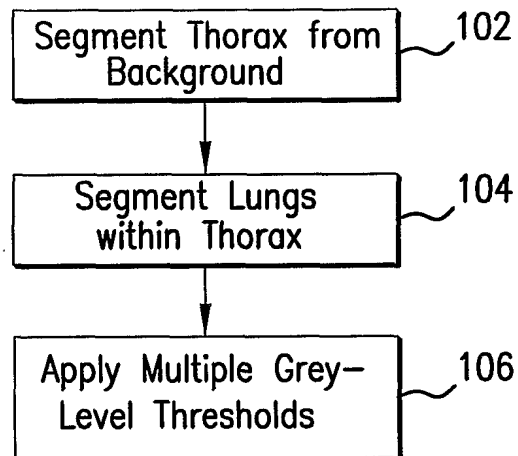 Segment Thorax from
Background
102
Segment Lungs
within Thorax
104
Apply Multiple Grey-
Level Thresholds
106